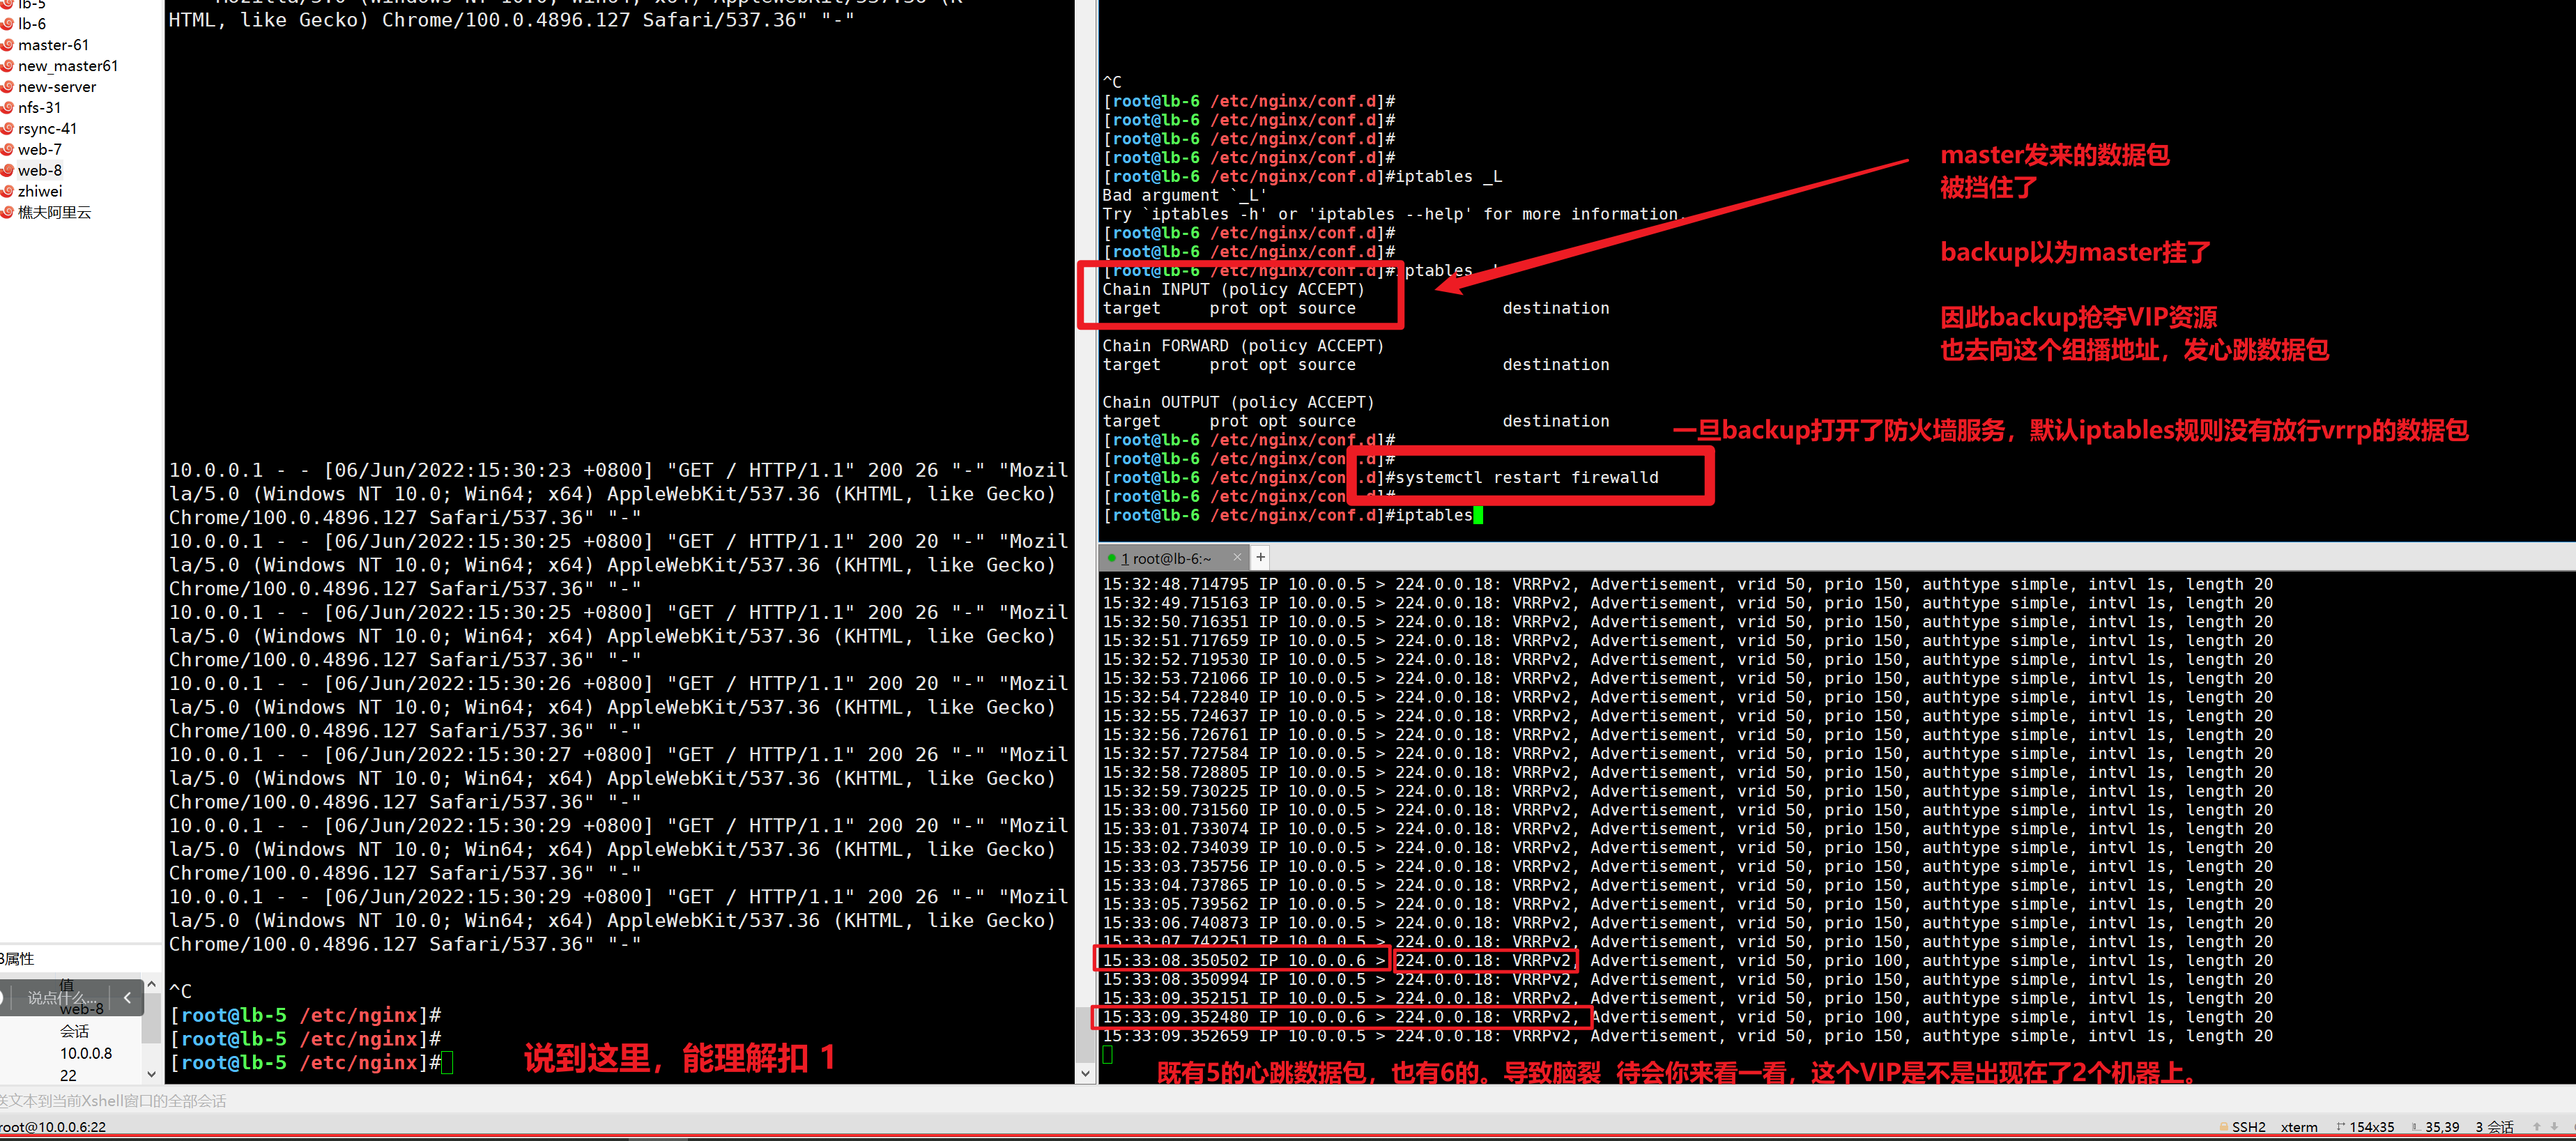 lb-5
lb-6
master-61
new_master61
new-server
nfs-31
rsync-41
web-7
web-8
zhiwei
樵夫阿里云
属性
值
说点什么...
web-8
会话
10.0.0.8
22
HTML, like Gecko) Chrome/100.0.4896.127 Safari/537.36" "-"
10.0.0.1 - - [06/Jun/2022:15:30:23 +0800] "GET / HTTP/1.1" 200 26 "-" "Mozil
la/5.0 (Windows NT 10.0; Win64; x64) AppleWebKit/537.36 (KHTML, like Gecko)
Chrome/100.0.4896.127 Safari/537.36" "-"
10.0.0.1 - - [06/Jun/2022:15:30:25 +0800] "GET / HTTP/1.1" 200 20 "-" "Mozil
la/5.0 (Windows NT 10.0; Win64; x64) AppleWebKit/537.36 (KHTML, like Gecko)
Chrome/100.0.4896.127 Safari/537.36" "-"
10.0.0.1 - - [06/Jun/2022:15:30:25 +0800] "GET / HTTP/1.1" 200 26 "-" "Mozil
la/5.0 (Windows NT 10.0; Win64; x64) AppleWebKit/537.36 (KHTML, like Gecko)
Chrome/100.0.4896.127 Safari/537.36" "-"
10.0.0.1 - - [06/Jun/2022:15:30:26 +0800] "GET / HTTP/1.1" 200 20 "-" "Mozil
la/5.0 (Windows NT 10.0; Win64; x64) AppleWebKit/537.36 (KHTML, like Gecko)
Chrome/100.0.4896.127 Safari/537.36" "-"
10.0.0.1 - - [06/Jun/2022:15:30:27 +0800] "GET / HTTP/1.1" 200 26 "-" "Mozil
la/5.0 (Windows NT 10.0; Win64; x64) AppleWebKit/537.36 (KHTML, like Gecko)
Chrome/100.0.4896.127 Safari/537.36" "-"
10.0.0.1 - - [06/Jun/2022:15:30:29 +0800] "GET / HTTP/1.1" 200 20 "-" "Mozil
la/5.0 (Windows NT 10.0; Win64; x64) AppleWebKit/537.36 (KHTML, like Gecko)
Chrome/100.0.4896.127 Safari/537.36" "-"
10.0.0.1 - - [06/Jun/2022:15:30:29 +0800] "GET / HTTP/1.1" 200 26 "-" "Mozil
la/5.0 (Windows NT 10.0; Win64; x64) AppleWebKit/537.36 (KHTML, like Gecko)
Chrome/100.0.4896.127 Safari/537.36" "-"
^C
[root@lb-5 /etc/nginx]#
[root@lb-5 /etc/nginx]#
[root@lb-5 /etc/nginx]#
说到这里，能理解扣 1
^C
[root@lb-6 /etc/nginx/conf.d]#
[root@lb-6 /etc/nginx/conf.d]#
[root@lb-6 /etc/nginx/conf.d]#
[root@lb-6 /etc/nginx/conf.d]#
[root@lb-6 /etc/nginx/conf.d]#iptables _L
Bad argument `_L'
Try `iptables -h' or 'iptables --help' for more information.
[root@lb-6 /etc/nginx/conf.d]#
[root@lb-6 /etc/nginx/conf.d]#
[root@lb-6 /etc/nginx/conf.d]#iptables
Chain INPUT (policy ACCEPT)
target     prot opt source               destination
Chain FORWARD (policy ACCEPT)
target     prot opt source               destination
Chain OUTPUT (policy ACCEPT)
target     prot opt source               destination
[root@lb-6 /etc/nginx/conf.d]#
[root@lb-6 /etc/nginx/conf.d]#
[root@lb-6 /etc/nginx/conf.d]#systemctl restart firewalld
[root@lb-6 /etc/nginx/conf.d]#
[root@lb-6 /etc/nginx/conf.d]#iptables
master发来的数据包
被挡住了
backup以为master挂了
因此backup抢夺VIP资源
也去向这个组播地址，发心跳数据包
一旦backup打开了防火墙服务，默认iptables规则没有放行vrrp的数据包
1 root@lb-6:~ × +
15:32:48.714795 IP 10.0.0.5 > 224.0.0.18: VRRPv2, Advertisement, vrid 50, prio 150, authtype simple, intvl 1s, length 20
15:32:49.715163 IP 10.0.0.5 > 224.0.0.18: VRRPv2, Advertisement, vrid 50, prio 150, authtype simple, intvl 1s, length 20
15:32:50.716351 IP 10.0.0.5 > 224.0.0.18: VRRPv2, Advertisement, vrid 50, prio 150, authtype simple, intvl 1s, length 20
15:32:51.717659 IP 10.0.0.5 > 224.0.0.18: VRRPv2, Advertisement, vrid 50, prio 150, authtype simple, intvl 1s, length 20
15:32:52.719530 IP 10.0.0.5 > 224.0.0.18: VRRPv2, Advertisement, vrid 50, prio 150, authtype simple, intvl 1s, length 20
15:32:53.721066 IP 10.0.0.5 > 224.0.0.18: VRRPv2, Advertisement, vrid 50, prio 150, authtype simple, intvl 1s, length 20
15:32:54.722840 IP 10.0.0.5 > 224.0.0.18: VRRPv2, Advertisement, vrid 50, prio 150, authtype simple, intvl 1s, length 20
15:32:55.724637 IP 10.0.0.5 > 224.0.0.18: VRRPv2, Advertisement, vrid 50, prio 150, authtype simple, intvl 1s, length 20
15:32:56.726761 IP 10.0.0.5 > 224.0.0.18: VRRPv2, Advertisement, vrid 50, prio 150, authtype simple, intvl 1s, length 20
15:32:57.727584 IP 10.0.0.5 > 224.0.0.18: VRRPv2, Advertisement, vrid 50, prio 150, authtype simple, intvl 1s, length 20
15:32:58.728805 IP 10.0.0.5 > 224.0.0.18: VRRPv2, Advertisement, vrid 50, prio 150, authtype simple, intvl 1s, length 20
15:32:59.730225 IP 10.0.0.5 > 224.0.0.18: VRRPv2, Advertisement, vrid 50, prio 150, authtype simple, intvl 1s, length 20
15:33:00.731560 IP 10.0.0.5 > 224.0.0.18: VRRPv2, Advertisement, vrid 50, prio 150, authtype simple, intvl 1s, length 20
15:33:01.733074 IP 10.0.0.5 > 224.0.0.18: VRRPv2, Advertisement, vrid 50, prio 150, authtype simple, intvl 1s, length 20
15:33:02.734039 IP 10.0.0.5 > 224.0.0.18: VRRPv2, Advertisement, vrid 50, prio 150, authtype simple, intvl 1s, length 20
15:33:03.735756 IP 10.0.0.5 > 224.0.0.18: VRRPv2, Advertisement, vrid 50, prio 150, authtype simple, intvl 1s, length 20
15:33:04.737865 IP 10.0.0.5 > 224.0.0.18: VRRPv2, Advertisement, vrid 50, prio 150, authtype simple, intvl 1s, length 20
15:33:05.739562 IP 10.0.0.5 > 224.0.0.18: VRRPv2, Advertisement, vrid 50, prio 150, authtype simple, intvl 1s, length 20
15:33:06.740873 IP 10.0.0.5 > 224.0.0.18: VRRPv2, Advertisement, vrid 50, prio 150, authtype simple, intvl 1s, length 20
15:33:07.742251 IP 10.0.0.5 > 224.0.0.18: VRRPv2, Advertisement, vrid 50, prio 150, authtype simple, intvl 1s, length 20
15:33:08.350502 IP 10.0.0.6 > 224.0.0.18: VRRPv2, Advertisement, vrid 50, prio 100, authtype simple, intvl 1s, length 20
15:33:08.350994 IP 10.0.0.5 > 224.0.0.18: VRRPv2, Advertisement, vrid 50, prio 150, authtype simple, intvl 1s, length 20
15:33:09.352151 IP 10.0.0.5 > 224.0.0.18: VRRPv2, Advertisement, vrid 50, prio 150, authtype simple, intvl 1s, length 20
15:33:09.352480 IP 10.0.0.6 > 224.0.0.18: VRRPv2, Advertisement, vrid 50, prio 100, authtype simple, intvl 1s, length 20
15:33:09.352659 IP 10.0.0.5 > 224.0.0.18: VRRPv2, Advertisement, vrid 50, prio 150, authtype simple, intvl 1s, length 20
既有5的心跳数据包，也有6的。导致脑裂 待会你来看一看，这个VIP是不是出现在了2个机器上。
送文本到当前Xshell窗口的全部会话
root@10.0.0.6:22
SSH2 xterm 154x35 35,39 3 会话